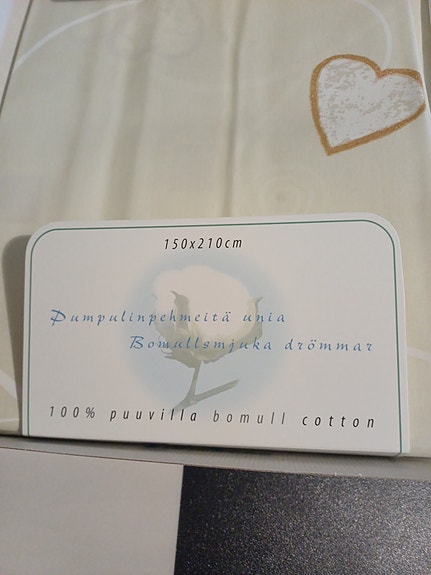 150x210cm
Pumpulinpehmeitä unia
Bomullsmjuka drömmar
100% puuvilla bomull cotton